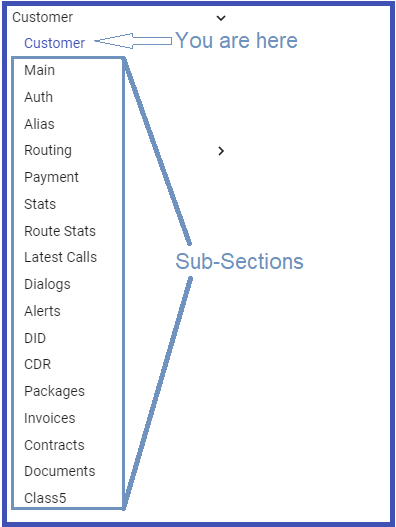 Customer
Customer
You are here
Main
Auth
Alias
Routing
Payment
Stats
Route Stats
Latest Calls
Sub-Sections
Dialogs
Alerts
DID
CDR
Packages
Invoices
Contracts
Documents
Class5